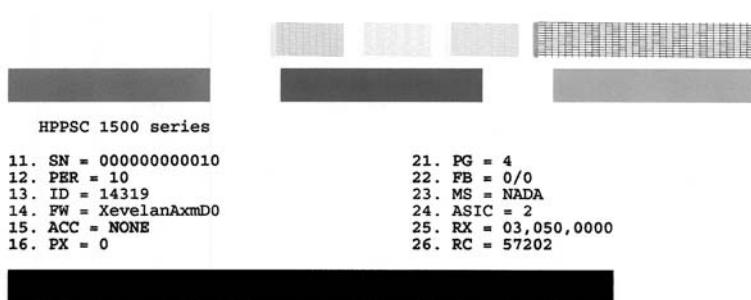 HPPSC 1500 series
11. SN = 000000000010
12. PER = 10
13. ID = 14319
14. FW = XevelanAxmD0
15. ACC = NONE
16. PX = 0
21. PG = 4
22. FB = 0/0
23. MS = NADA
24. ASIC = 2
25. RX = 03,050,0000
26. RC = 57202